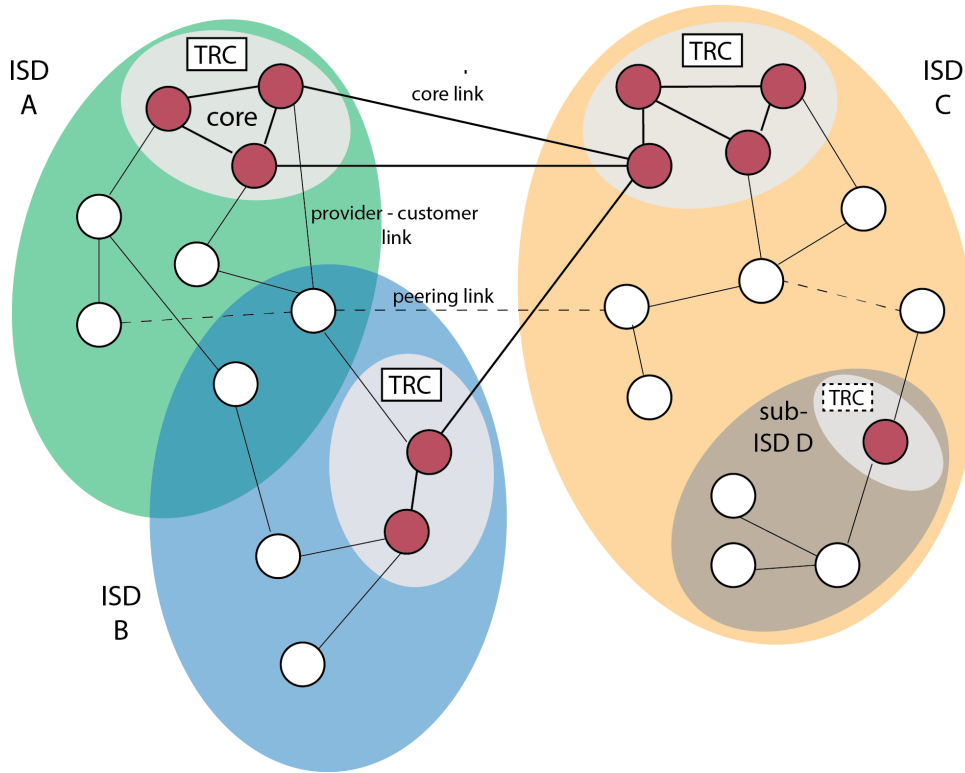 ISD
A
TRC
core
core link
TRC
ISD
C
provider - customer
link
peering link
TRC
TRC
sub-
ISD D
ISD
B